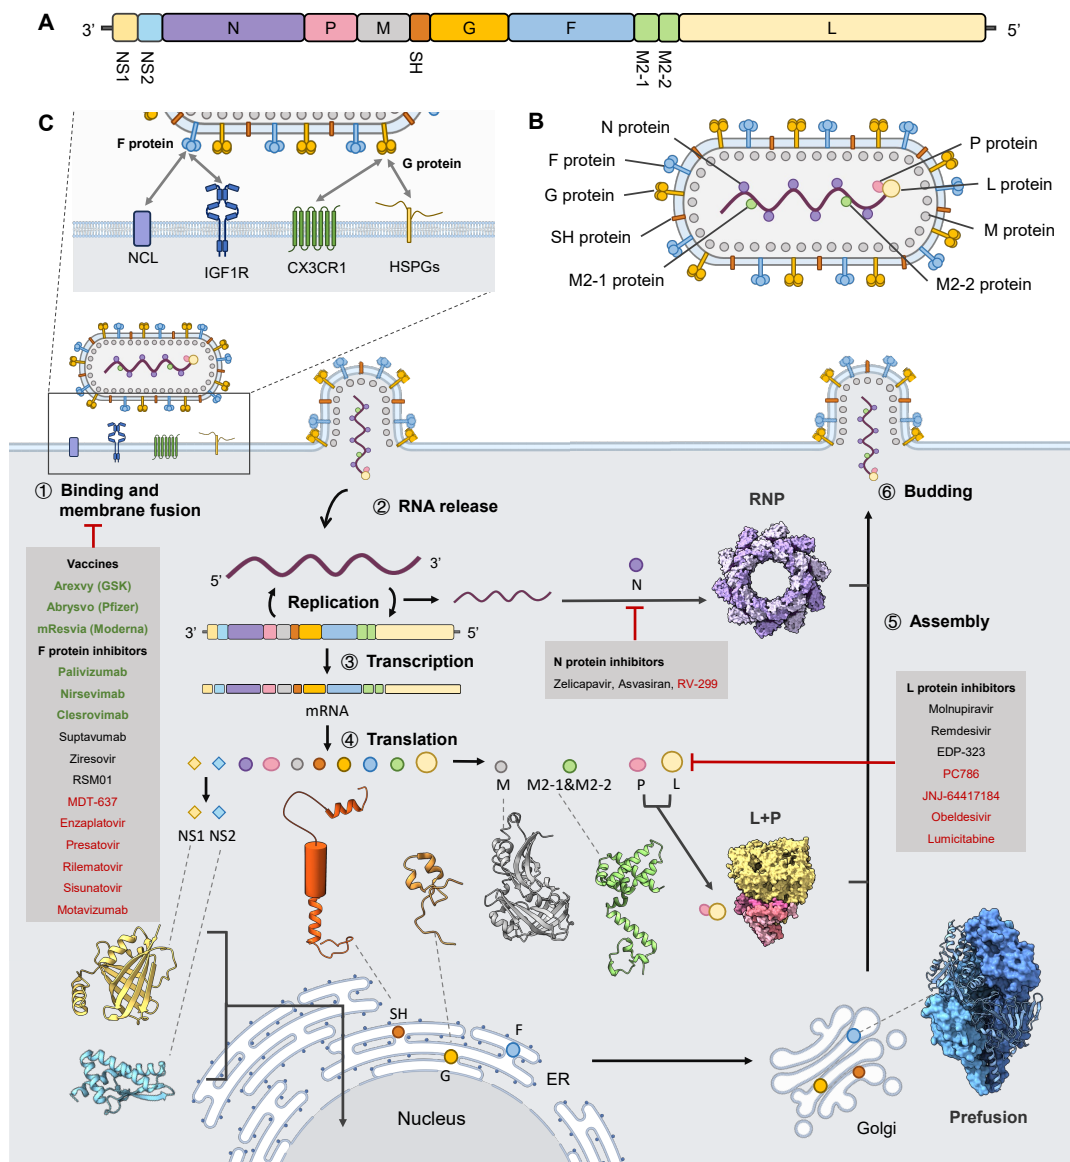 A
3’
N
P
M
G
F
L
5’
NS1
NS2
SH
M2-1
M2-2
C
F protein
G protein
NCL
IGF1R
CX3CR1
HSPGs
B
N protein
F protein
G protein
SH protein
M2-1 protein
P protein
L protein
M protein
M2-2 protein
① Binding and
membrane fusion
Vaccines
Arexvy (GSK)
Abrysvo (Pfizer)
mResvia (Moderna)
F protein inhibitors
Palivizumab
Nirsevimab
Clesrovimab
Suptavumab
Ziresovir
RSM01
MDT-637
Enzaplatovir
Presatovir
Rilematovir
Sisunatovir
Motavizumab
② RNA release
5’
3’
Replication
3’
5’
③ Transcription
mRNA
④ Translation
NS1 NS2
N
RNP
N protein inhibitors
Zelicapavir, Asvasiran, RV-299
M
M2-1&M2-2
P
L
L+P
⑥ Budding
⑤ Assembly
L protein inhibitors
Molnupiravir
Remdesivir
EDP-323
PC786
JNJ-64417184
Obeldesivir
Lumicitabine
SH
G
F
ER
Nucleus
Golgi
Prefusion